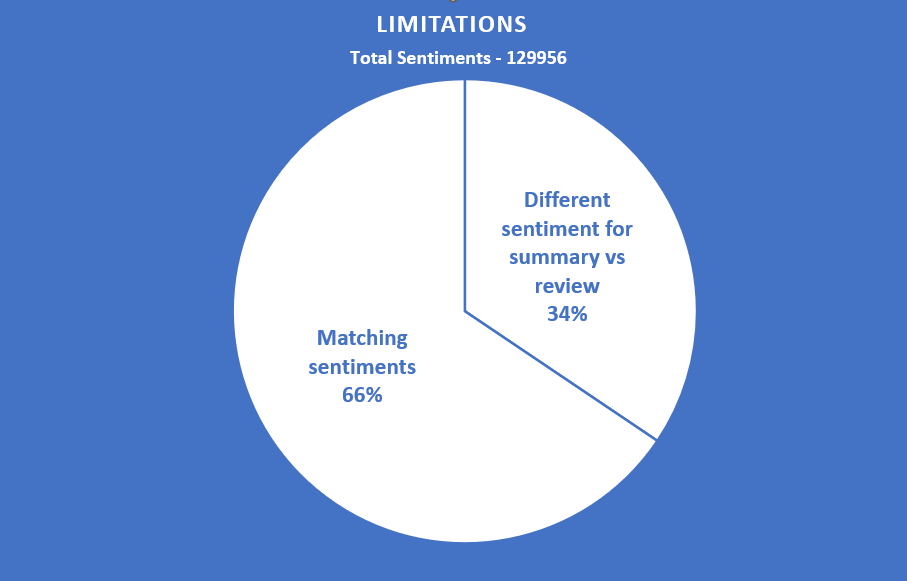 LIMITATIONS
Total Sentiments - 129956
Different
sentiment for
summary vs
review
34%
Matching
sentiments
66%